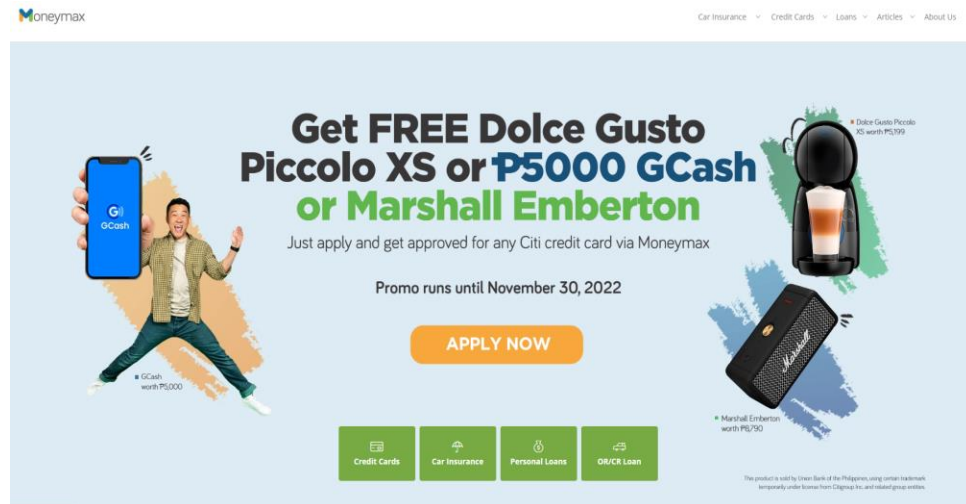 Moneymax
Car Insurance
Credit Cards
Loans
Articles
About Us
Get FREE Dolce Gusto
Piccolo XS or ₱5000 GCash
or Marshall Emberton
Just apply and get approved for any Citi credit card via Moneymax
Promo runs until November 30, 2022
APPLY NOW
G
GCash
GCash
worth ₱5,000
Dolce Gusto Piccolo
XS worth ₱5,199
Marshall
Marshall Emberton
worth ₱8,790
Credit Cards
Car Insurance
Personal Loans
OR/CR Loan
This product is sold by Union Bank of the Philippines, using certain trademark
temporarily under license from Citigroup Inc. and related group entities